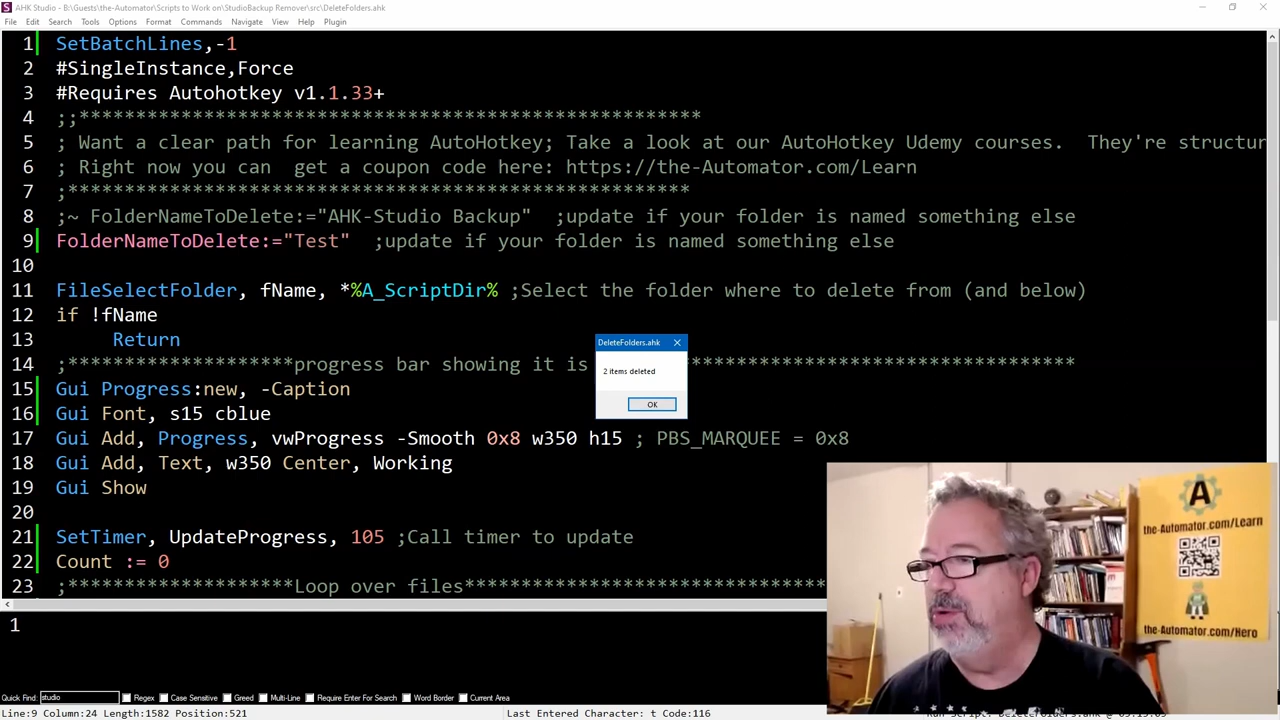 AHK Studio - B:\Guests\the-Automator\Scripts to Work on\StudioBackup Remover\src\DeleteFolders.ahk
File Edit Search Tools Options Format Commands Navigate View Help Plugin
1 SetBatchLines,-1
2 #SingleInstance,Force
3 #Requires Autohotkey v1.1.33+
4 ;;*******************************************************
5 ; Want a clear path for learning AutoHotkey; Take a look at our AutoHotkey Udemy courses. They're structur
6 ; Right now you can get a coupon code here: https://the-Automator.com/Learn
7 ;*******************************************************
8 ;~ FolderNameToDelete:="AHK-Studio Backup" ;update if your folder is named something else
9 FolderNameToDelete:="Test" ;update if your folder is named something else
10
11 FileSelectFolder, fName, *%A_ScriptDir% ;Select the folder where to delete from (and below)
12 if !fName
13 Return
14 ;********************progress bar showing it is **********************************
15 Gui Progress:new, -Caption
16 Gui Font, s15 cblue
17 Gui Add, Progress, vwProgress -Smooth 0x8 w350 h15 ; PBS_MARQUEE = 0x8
18 Gui Add, Text, w350 Center, Working
19 Gui Show
20
21 SetTimer, UpdateProgress, 105 ;Call timer to update
22 Count := 0
23 ;********************Loop over files********************************
DeleteFolders.ahk
2 items deleted
OK
A
the-Automator.com/Learn
the-Automator.com/Hero
1
Quick Find: studio Regex Case Sensitive Greed Multi-Line Require Enter For Search Word Border Current Area
Line:9 Column:24 Length:1582 Position:521 Last Entered Character: t Code:116